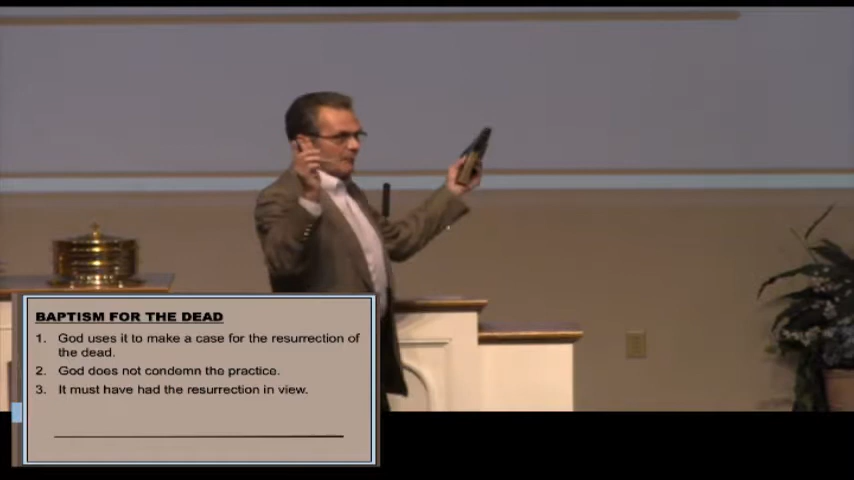 BAPTISM FOR THE DEAD
1. God uses it to make a case for the resurrection of
the dead.
2. God does not condemn the practice.
3. It must have had the resurrection in view.